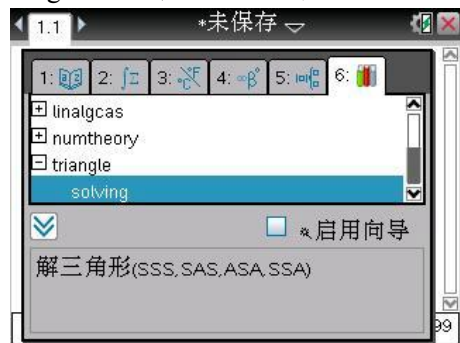 1.1 *未保存
1: 2: ∫Σ 3: °F 4: ∞β° 5: 6:
linalgcas
numtheory
triangle
solving
启用向导
解三角形(SSS, SAS, ASA, SSA)
99